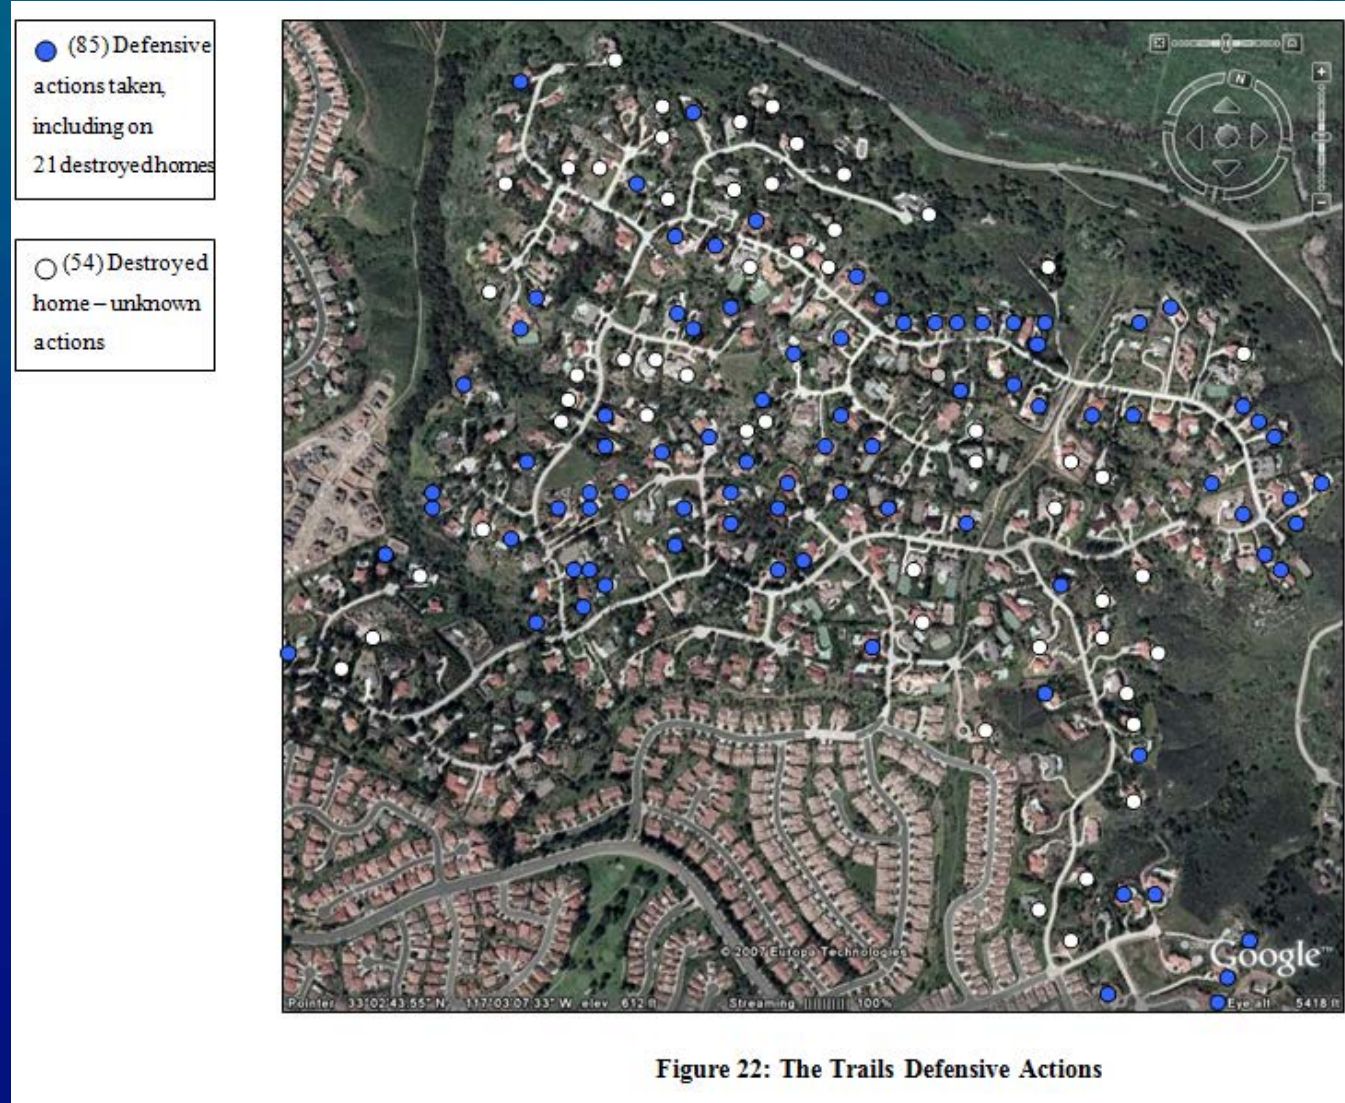 (85) Defensive
actions taken,
including on
21 destroyed homes
(54) Destroyed
home – unknown
actions
N
© 2007 Europa Technologies
Google™
Pointer 33°02'43.55" N 117°03'07.33" W elev 612 ft Streaming ||||||||| 100% Eye alt 5418 ft
Figure 22: The Trails Defensive Actions